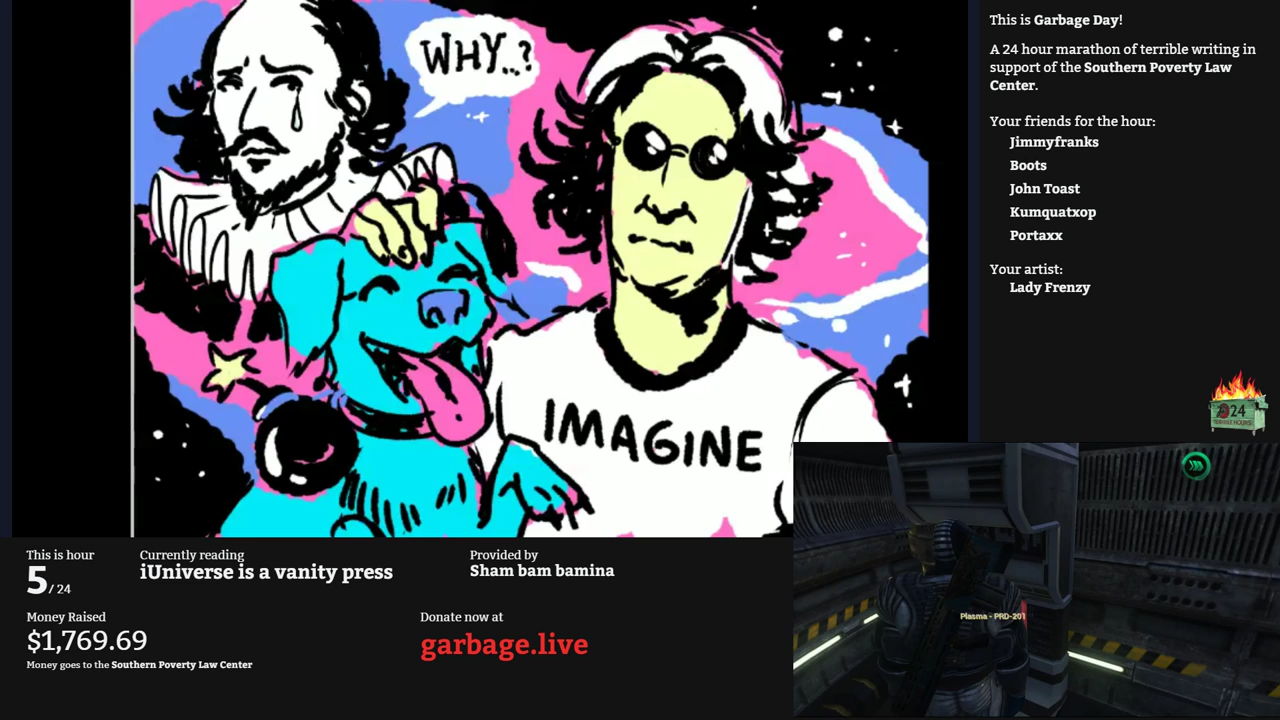 WHY..?
IMAGINE
This is Garbage Day!
A 24 hour marathon of terrible writing in
support of the Southern Poverty Law
Center.
Your friends for the hour:
Jimmyfranks
Boots
John Toast
Kumquatxop
Portaxx
Your artist:
Lady Frenzy
24
Plasma - PRD-201
This is hour
5 / 24
Currently reading
iUniverse is a vanity press
Provided by
Sham bam bamina
Money Raised
$1,769.69
Money goes to the Southern Poverty Law Center
Donate now at
garbage.live